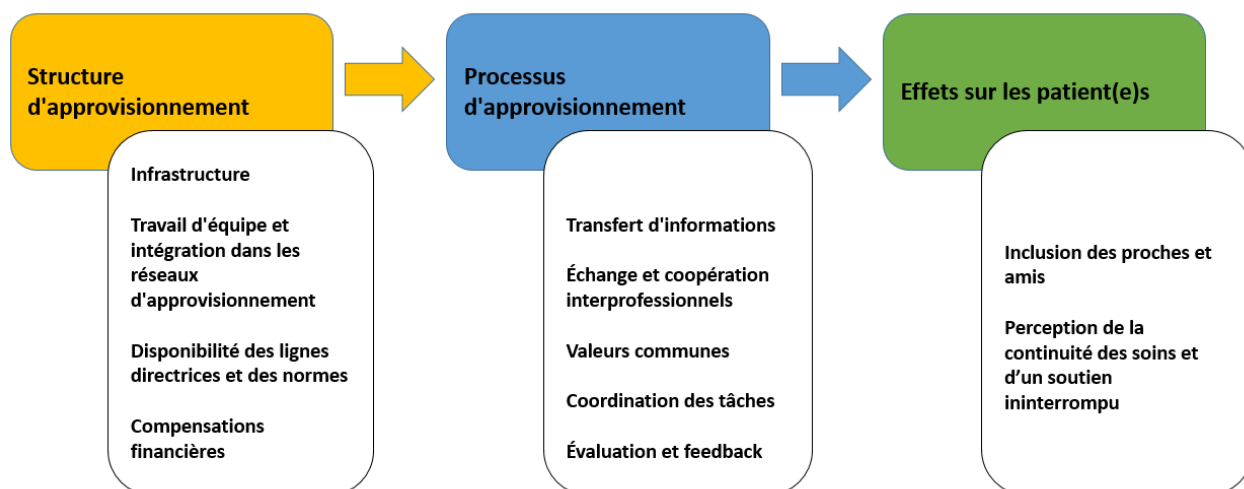 Structure
d'approvisionnement
Infrastructure
Travail d'équipe et
intégration dans les
réseaux
d'approvisionnement
Disponibilité des lignes
directrices et des normes
Compensations
financières
Processus
d'approvisionnement
Transfert d'informations
Échange et coopération
interprofessionnels
Valeurs communes
Coordination des tâches
Évaluation et feedback
Effets sur les patient(e)s
Inclusion des proches et
amis
Perception de la
continuité des soins et
d’un soutien
ininterrompu